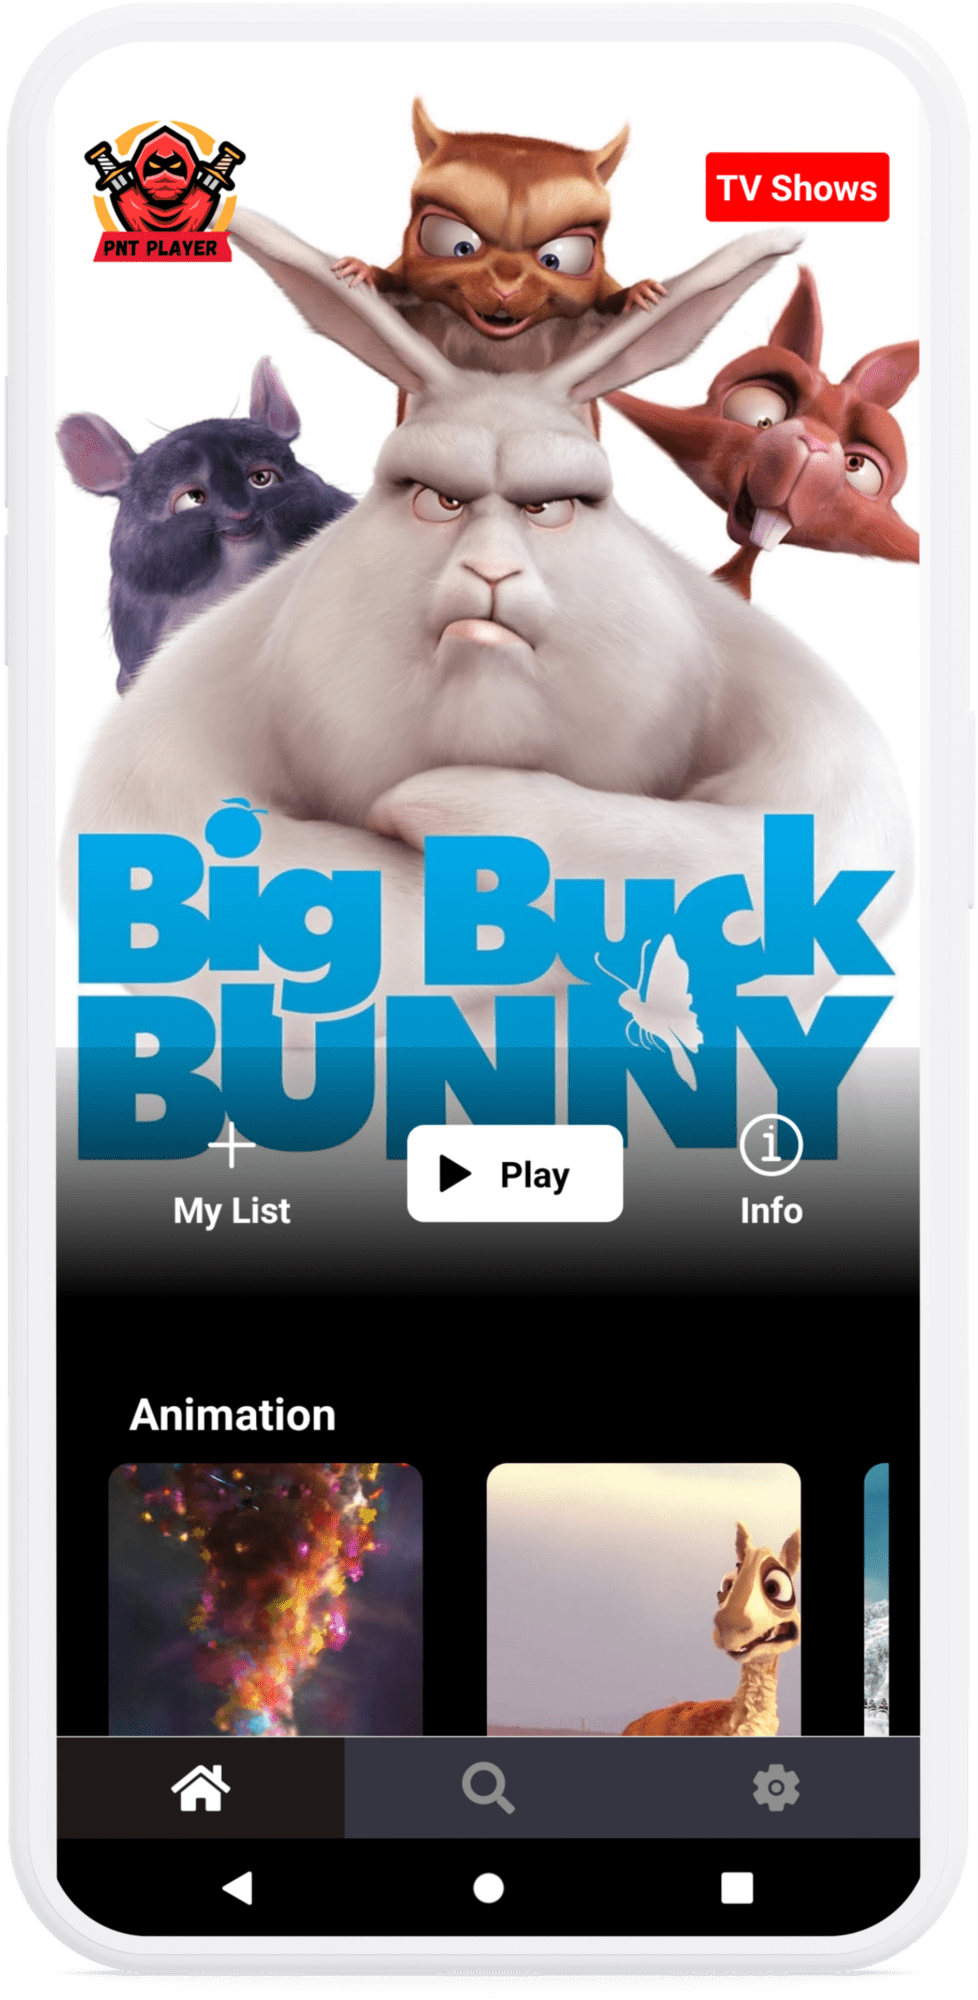 PNT PLAYER
TV Shows
Big Buck
BUNNY
My List
Play
Info
Animation